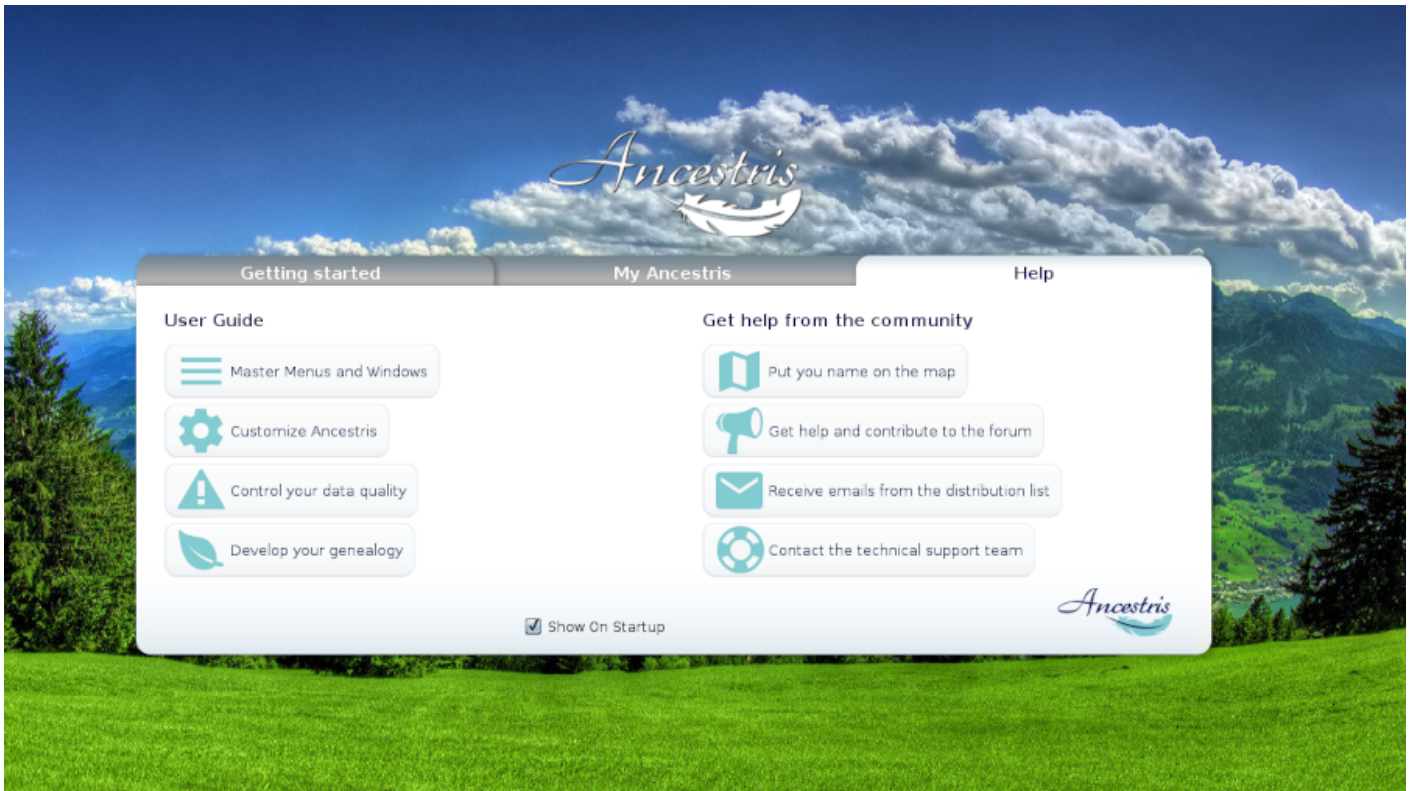 Ancestris
Getting started
My Ancestris
Help
User Guide
Master Menus and Windows
Customize Ancestris
Control your data quality
Develop your genealogy
Get help from the community
Put you name on the map
Get help and contribute to the forum
Receive emails from the distribution list
Contact the technical support team
Ancestris
Show On Startup